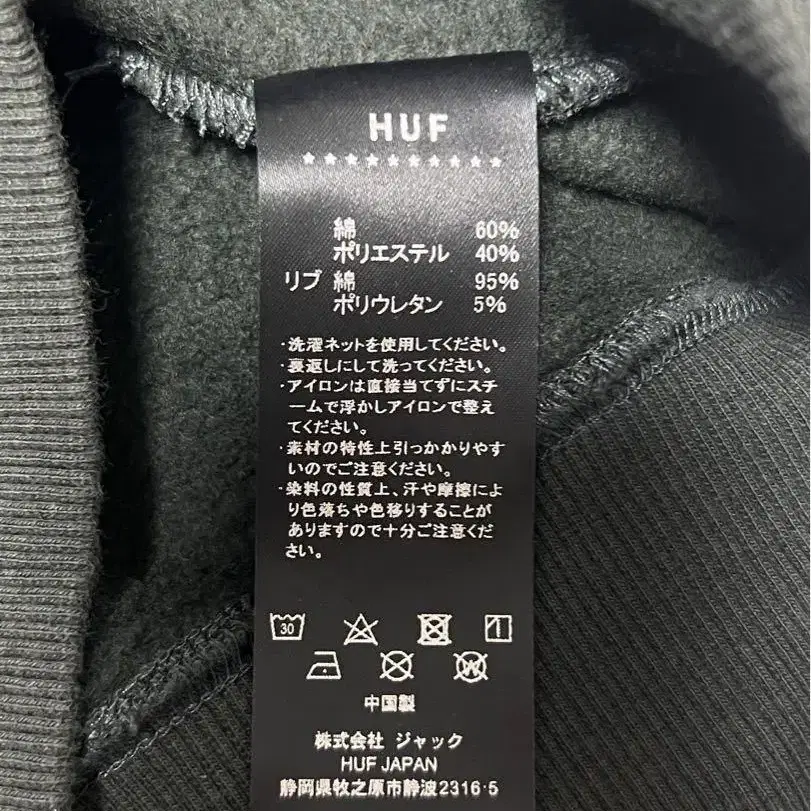 HUF
綿 60%
ポリエステル 40%
リブ 綿 95%
ポリウレタン 5%
・洗濯ネットを使用してください。
・裏返しにして洗ってください。
・アイロンは直接当てずにスチ
ームで浮かしアイロンで整え
てください。
・素材の特性上引っかかりやす
いのでご注意ください。
・染料の性質上、汗や摩擦によ
り色落ちや色移りすることが
ありますので十分ご注意くだ
さい。
30
W
中国製
株式会社 ジャック
HUF JAPAN
静岡県牧之原市静波2316-5